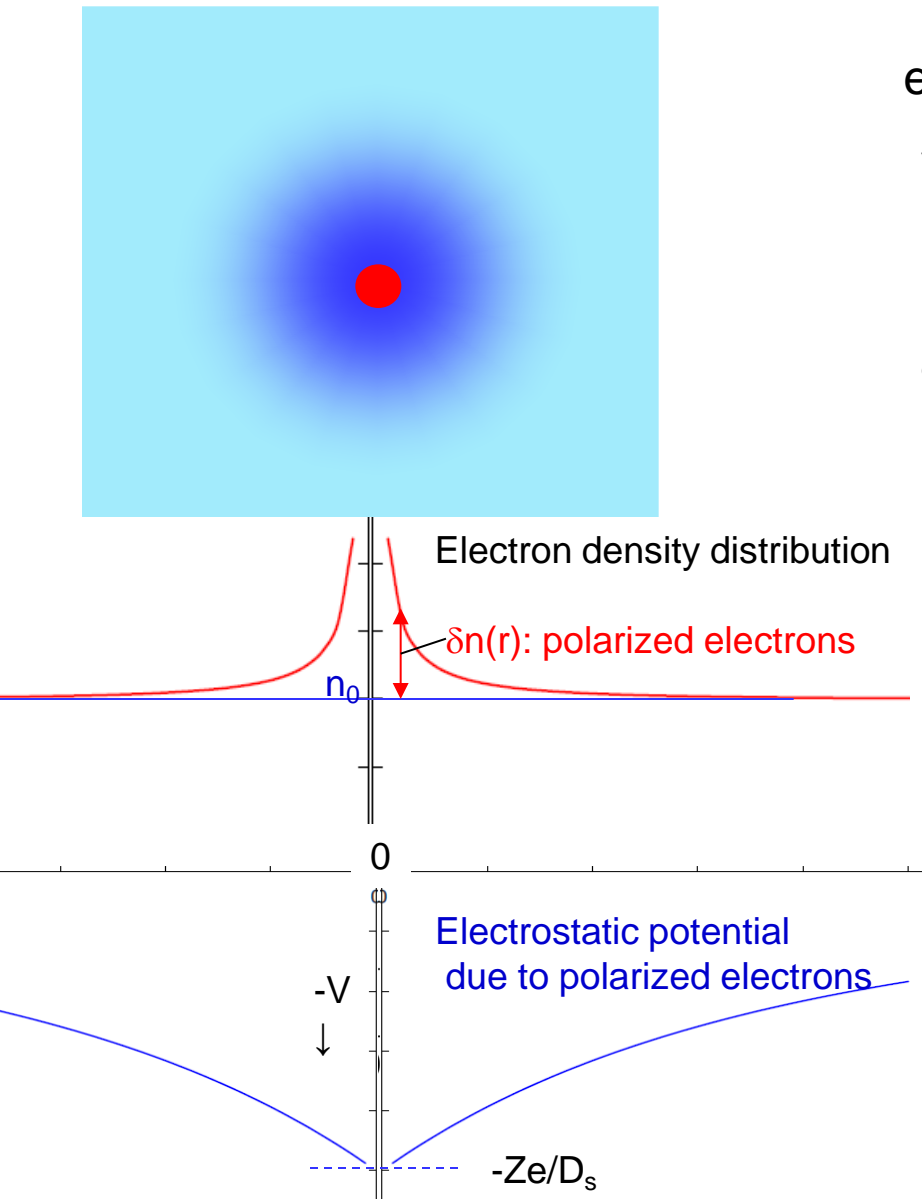 e
Electron density distribution
δn(r): polarized electrons
n₀
0
Electrostatic potential
due to polarized electrons
-V
↓
-Ze/Dₛ